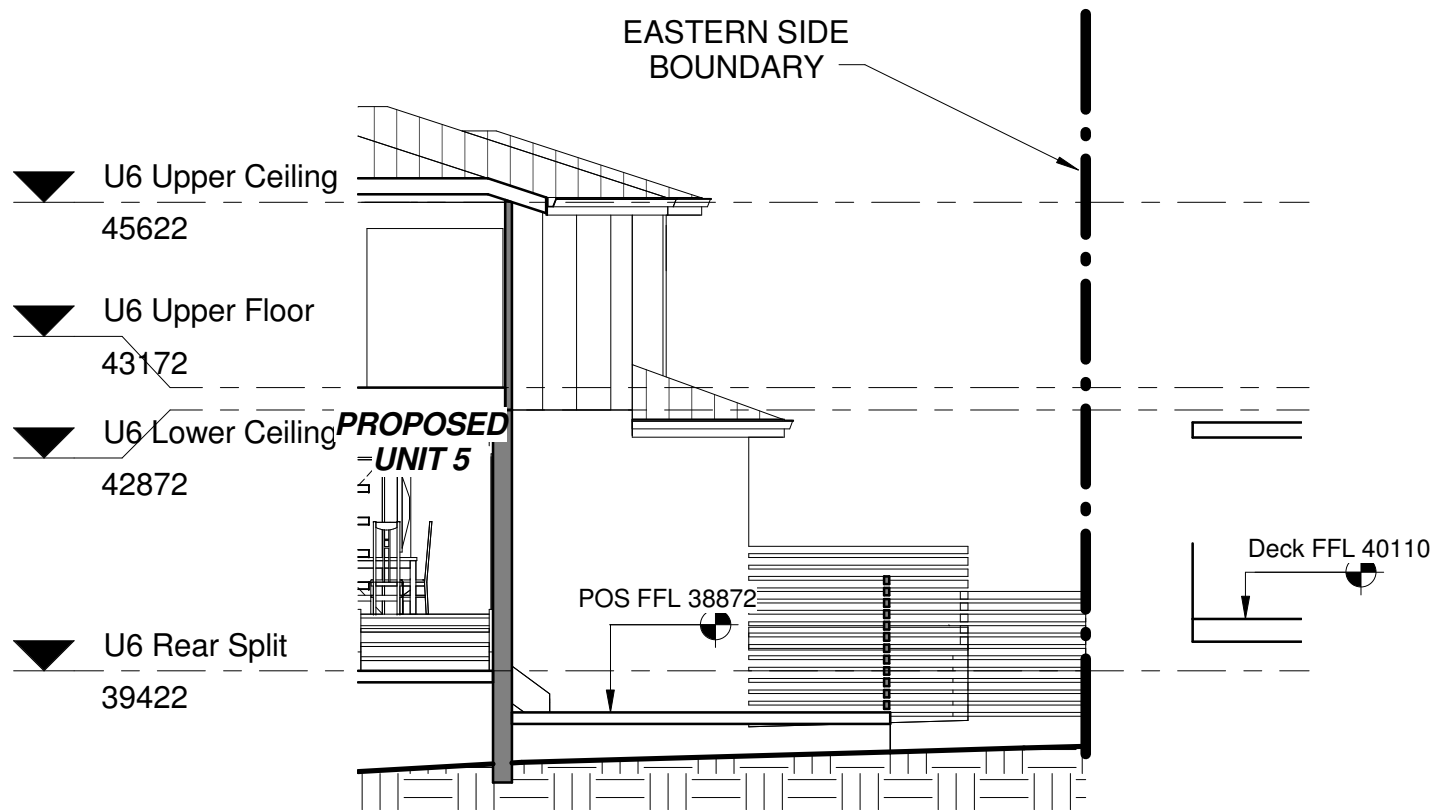 EASTERN SIDE
BOUNDARY
U6 Upper Ceiling
45622
U6 Upper Floor
43172
U6 Lower Ceiling
42872
PROPOSED
UNIT 5
Deck FFL 40110
POS FFL 38872
U6 Rear Split
39422